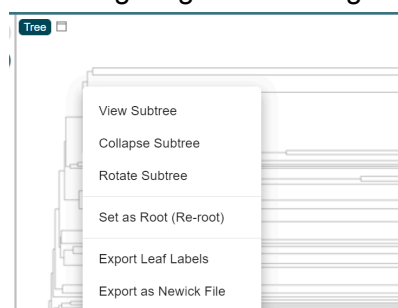 Tree
View Subtree
Collapse Subtree
Rotate Subtree
Set as Root (Re-root)
Export Leaf Labels
Export as Newick File